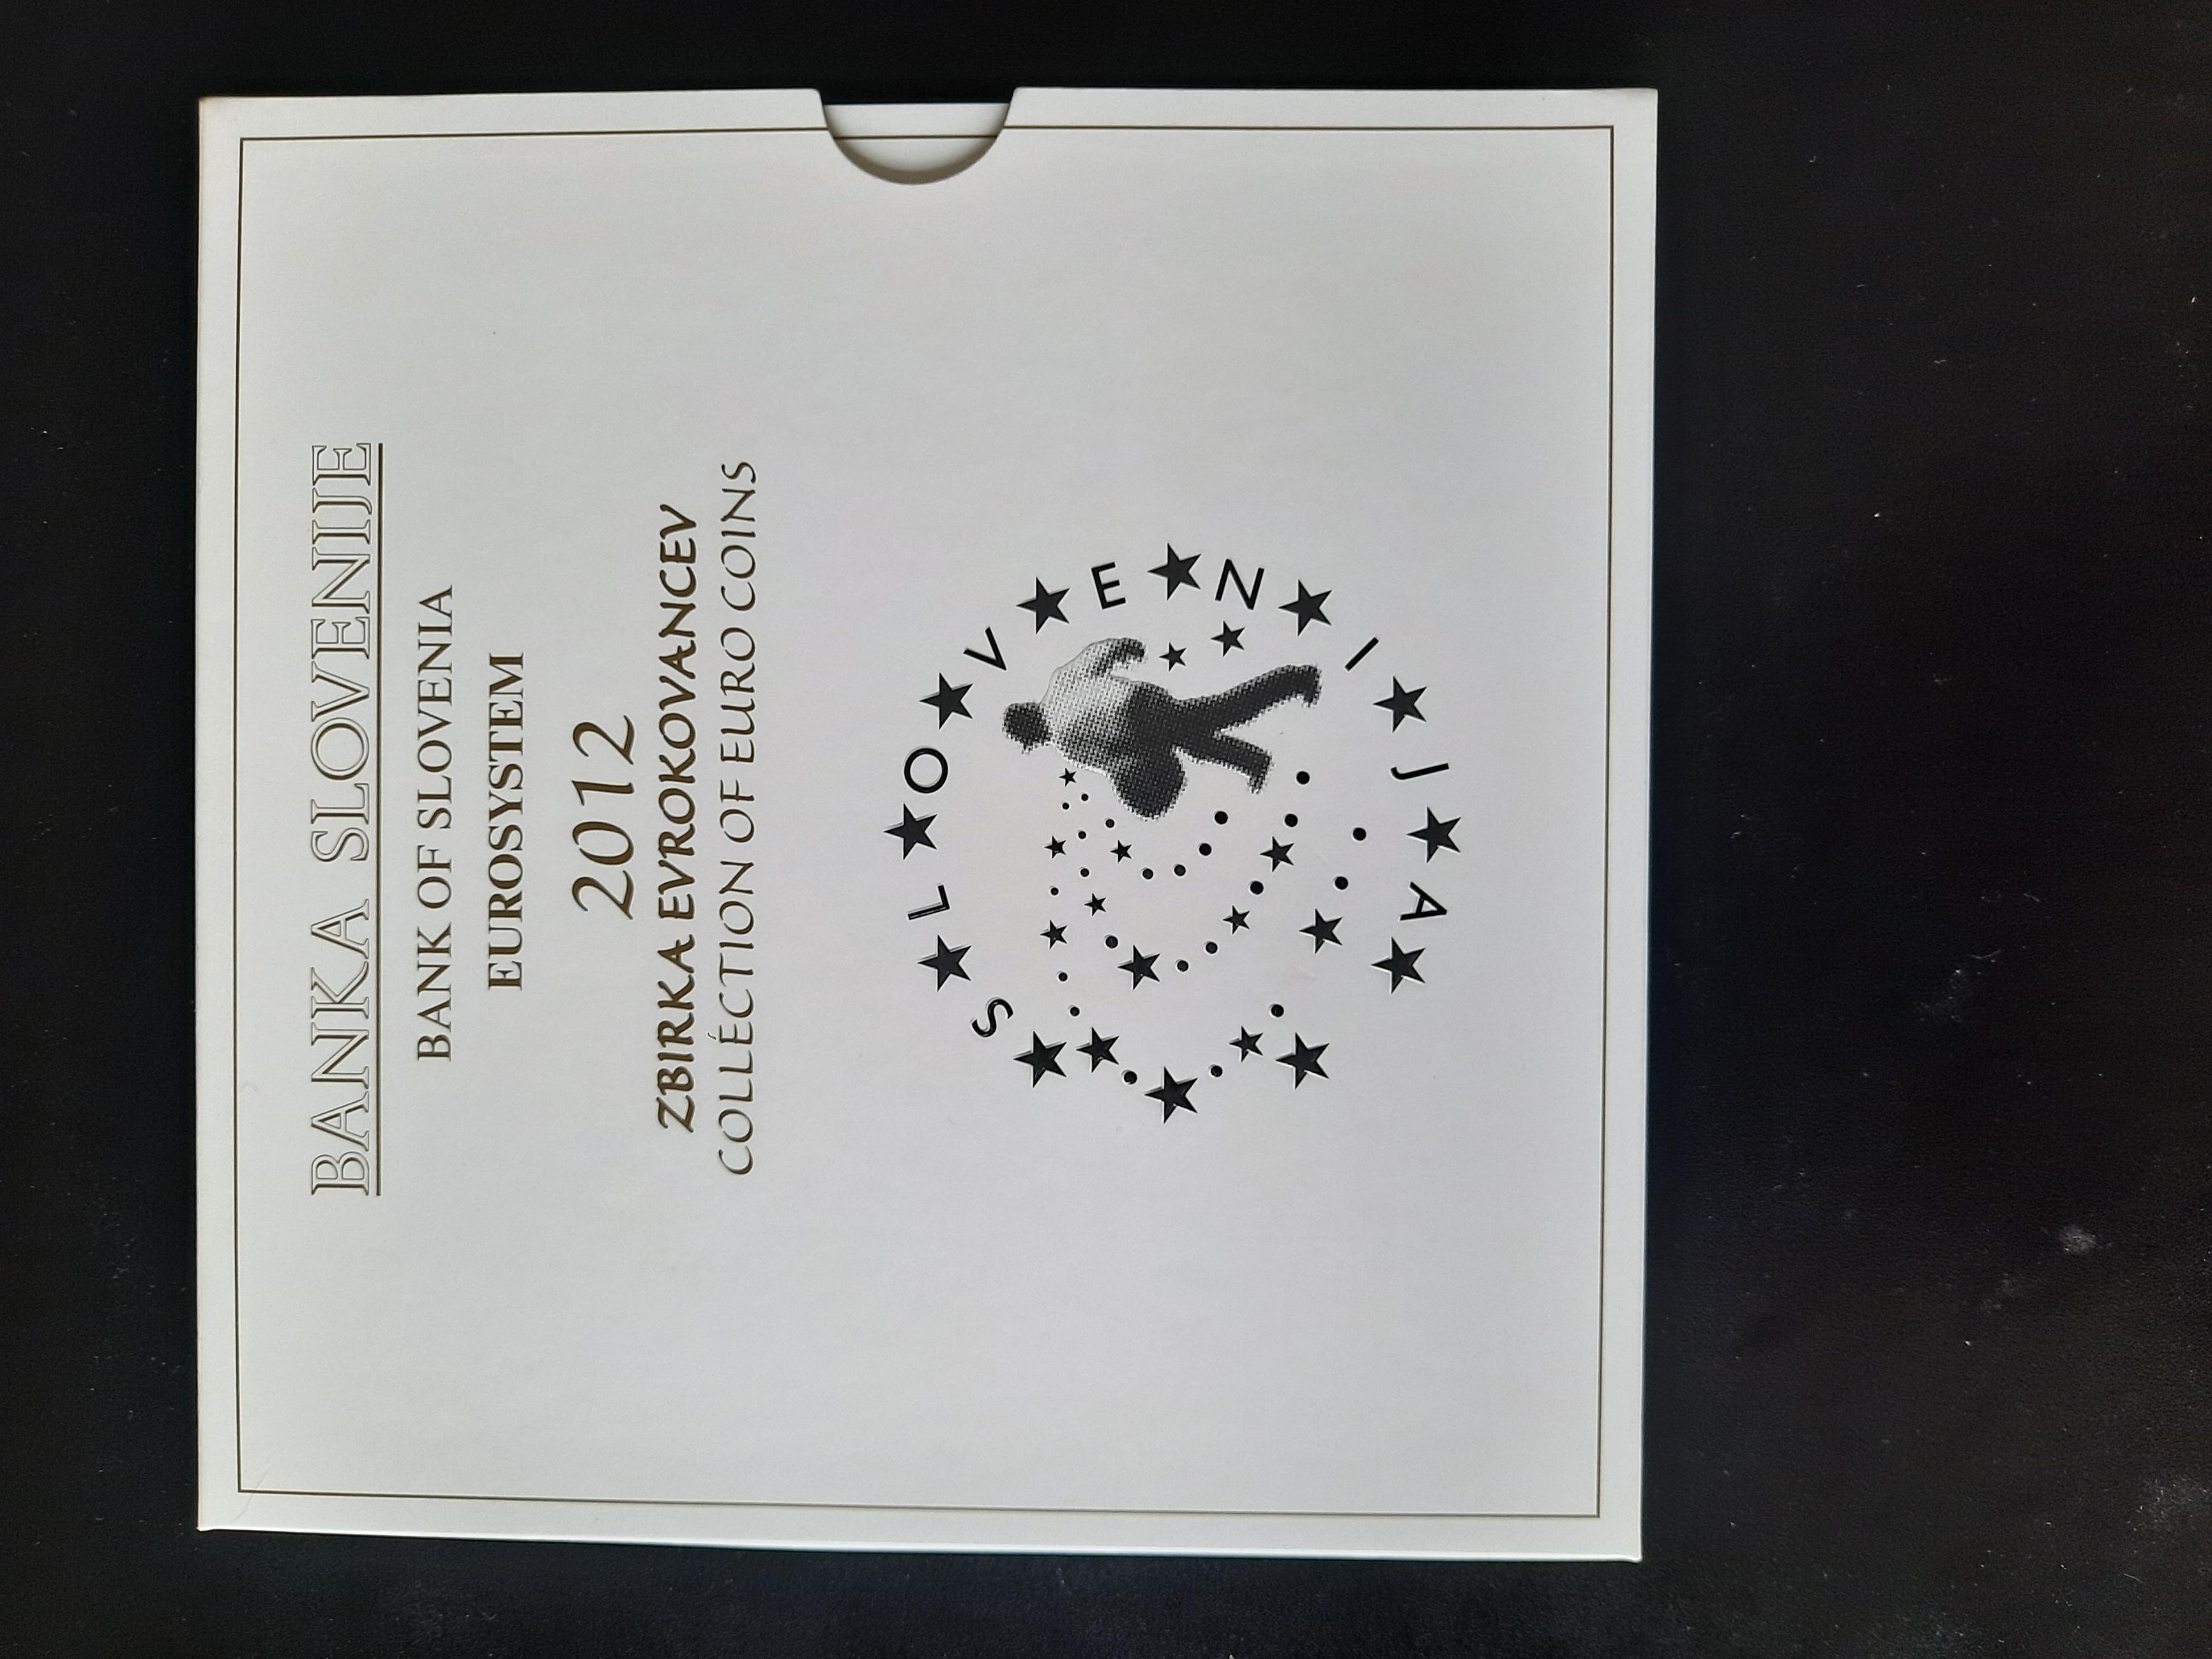 BANKA SLOVENIJE
BANK OF SLOVENIA
EUROSYSTEM
2012
ZBIRKA EVROKOVANCEV
COLLECTION OF EURO COINS
SLOVENIJA